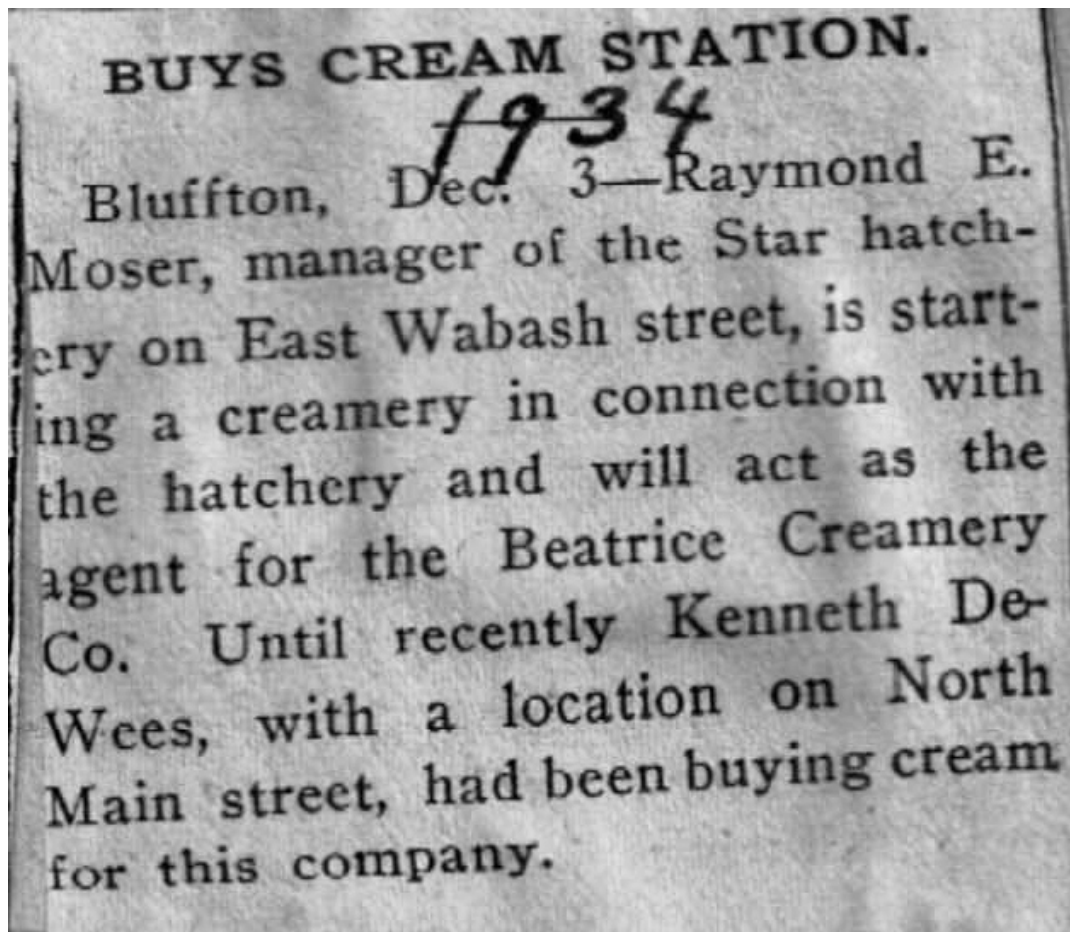 BUYS CREAM STATION.
1934
Bluffton, Dec. 3—Raymond E.
Moser, manager of the Star hatch-
ery on East Wabash street, is start-
ing a creamery in connection with
the hatchery and will act as the
agent for the Beatrice Creamery
Co. Until recently Kenneth De-
Wees, with a location on North
Main street, had been buying cream
for this company.